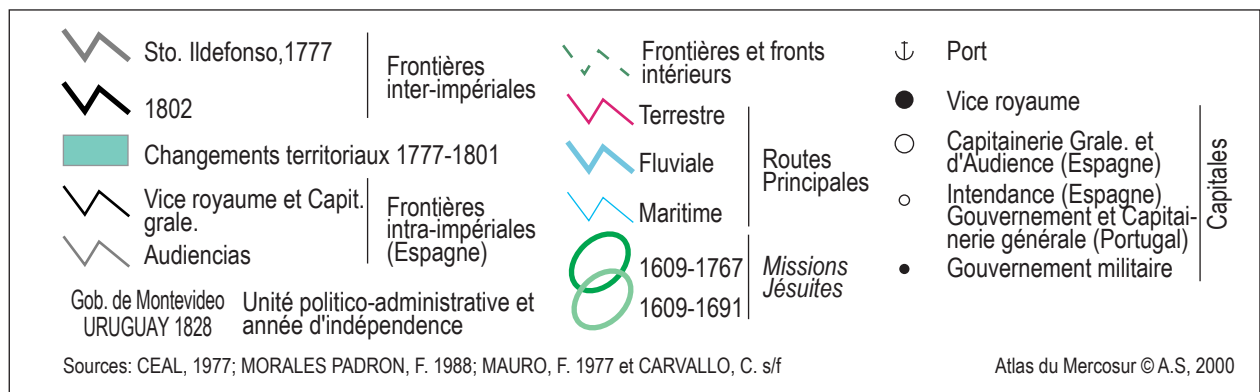 Sto. Ildefonso,1777
1802
Frontières
inter-impériales
Changements territoriaux 1777-1801
Vice royaume et Capit.
grale.
Audiencias
Frontières
intra-impériales
(Espagne)
Gob. de Montevideo
URUGUAY 1828
Unité politico-administrative et
année d'indépendence
Frontières et fronts
intérieurs
Terrestre
Fluviale
Maritime
Routes
Principales
1609-1767
1609-1691
Missions
Jésuites
Port
Vice royaume
Capitainerie Grale. et
d'Audience (Espagne)
Intendance (Espagne)
Gouvernement et Capitai-
nerie générale (Portugal)
Gouvernement militaire
Capitales
Sources: CEAL, 1977; MORALES PADRON, F. 1988; MAURO, F. 1977 et CARVALLO, C. s/f
Atlas du Mercosur © A.S, 2000